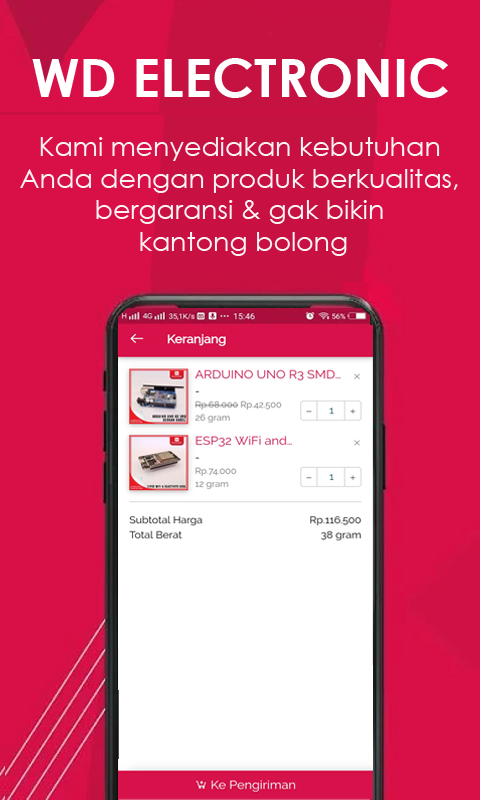 WD ELECTRONIC
Kami menyediakan kebutuhan
Anda dengan produk berkualitas,
bergaransi & gak bikin
kantong bolong
H 4G 35,1K/s ••• 15:46 56%
← Keranjang
ARDUINO UNO R3 SMD... ×
-
Rp.68.000 Rp.42.500
− 1 +
26 gram
ESP32 WiFi and... ×
-
Rp.74.000
− 1 +
12 gram
Subtotal Harga Rp.116.500
Total Berat 38 gram
Ke Pengiriman